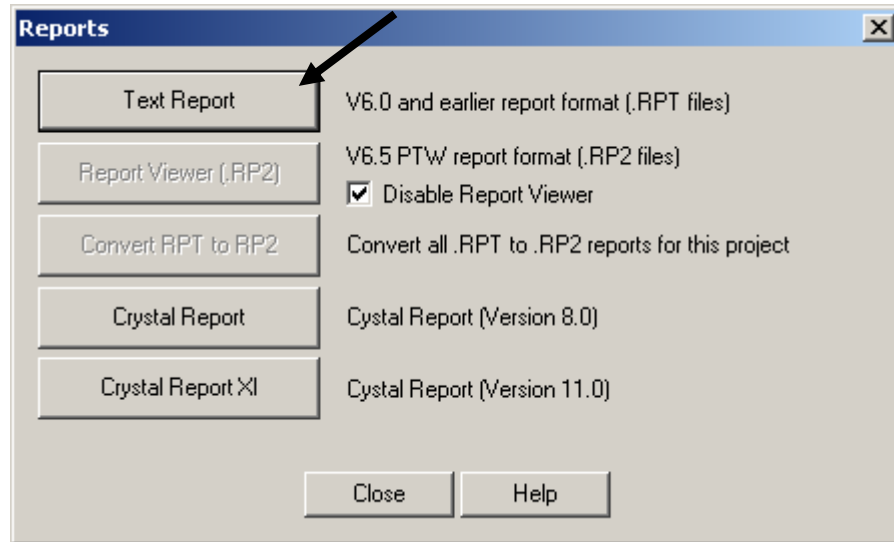 Reports
Text Report
V6.0 and earlier report format (.RPT files)
Report Viewer (.RP2)
V6.5 PTW report format (.RP2 files)
Disable Report Viewer
Convert RPT to RP2
Convert all .RPT to .RP2 reports for this project
Crystal Report
Cystal Report (Version 8.0)
Crystal Report XI
Cystal Report (Version 11.0)
Close
Help